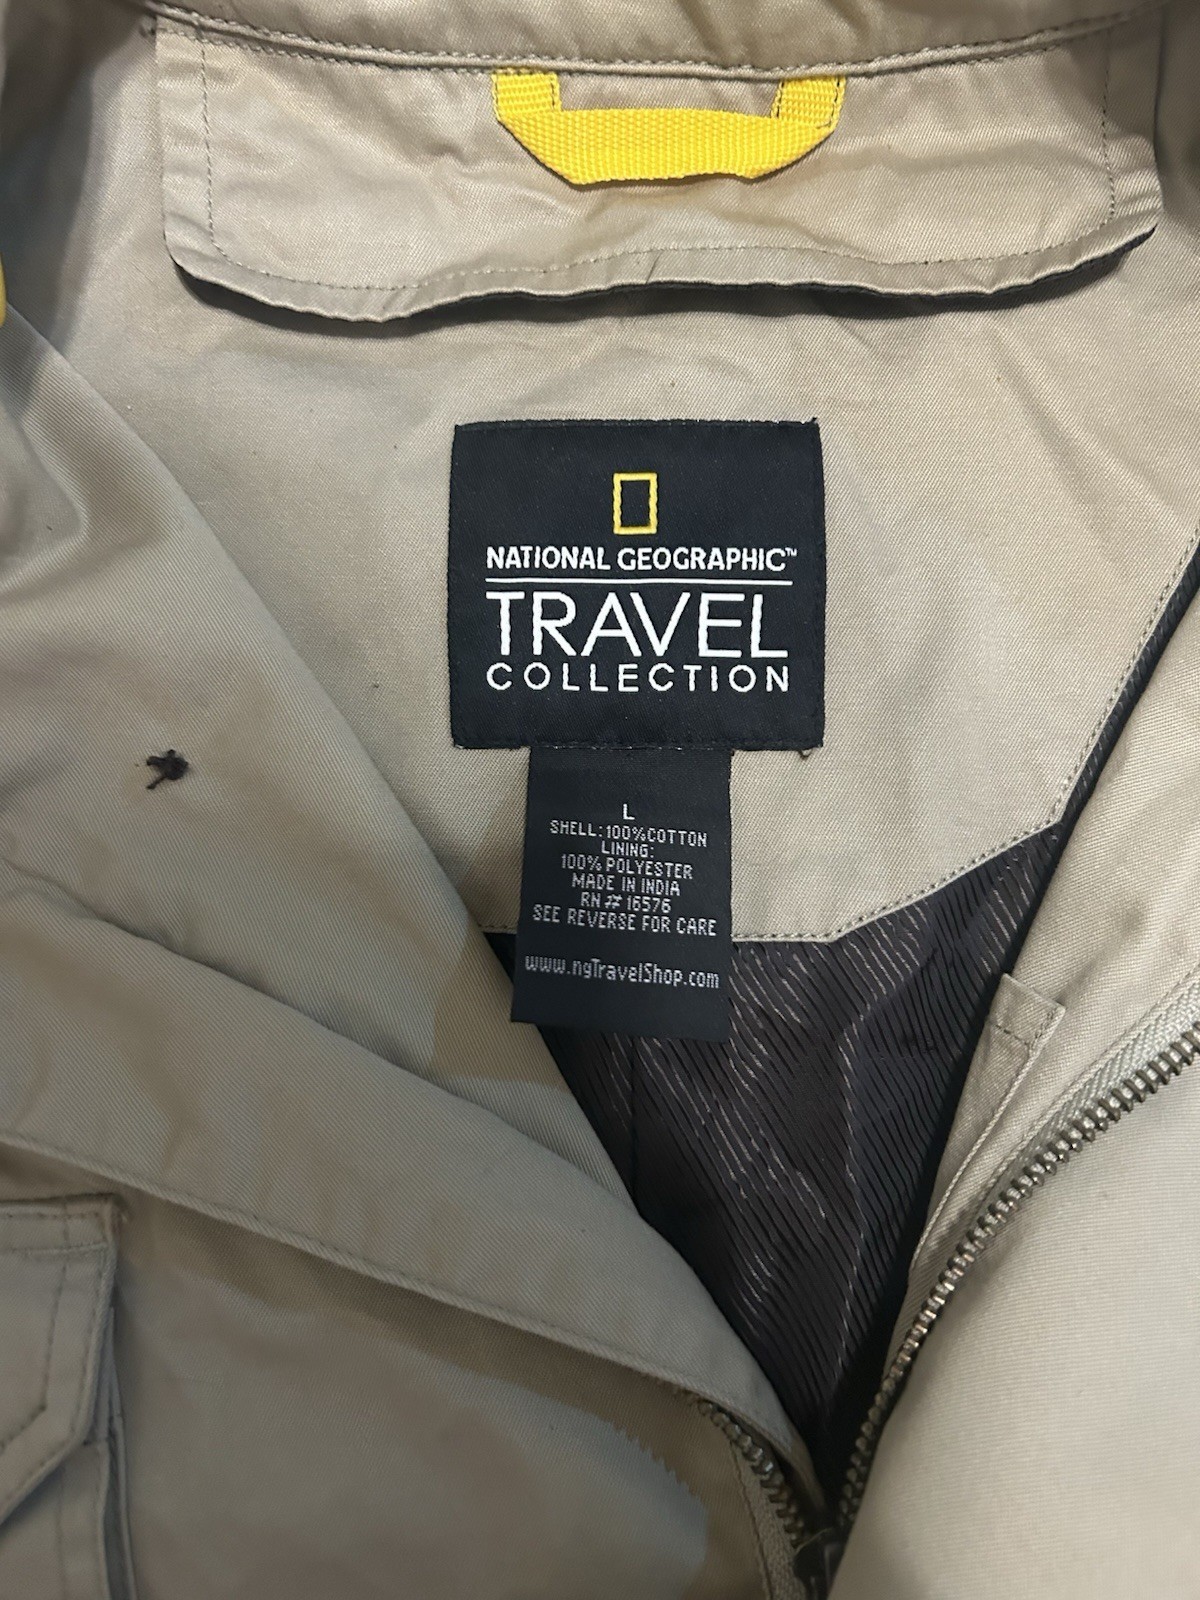 NATIONAL GEOGRAPHIC™
TRAVEL
COLLECTION
L
SHELL: 100%COTTON
LINING:
100% POLYESTER
MADE IN INDIA
RN # 16576
SEE REVERSE FOR CARE
www.ngTravelShop.com